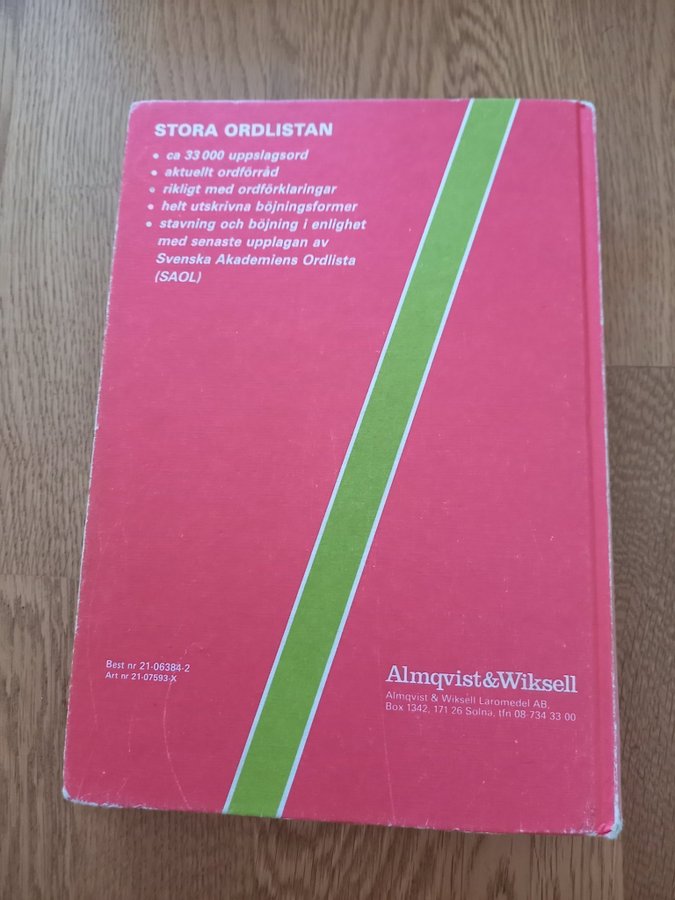 STORA ORDLISTAN
• ca 33 000 uppslagsord
• aktuellt ordförråd
• rikligt med ordförklaringar
• helt utskrivna böjningsformer
• stavning och böjning i enlighet
med senaste upplagan av
Svenska Akademiens Ordlista
(SAOL)
Best nr 21-06384-2
Art nr 21-07593-X
Almqvist&Wiksell
Almqvist & Wiksell Läromedel AB,
Box 1342, 171 26 Solna, tfn 08-734 33 00